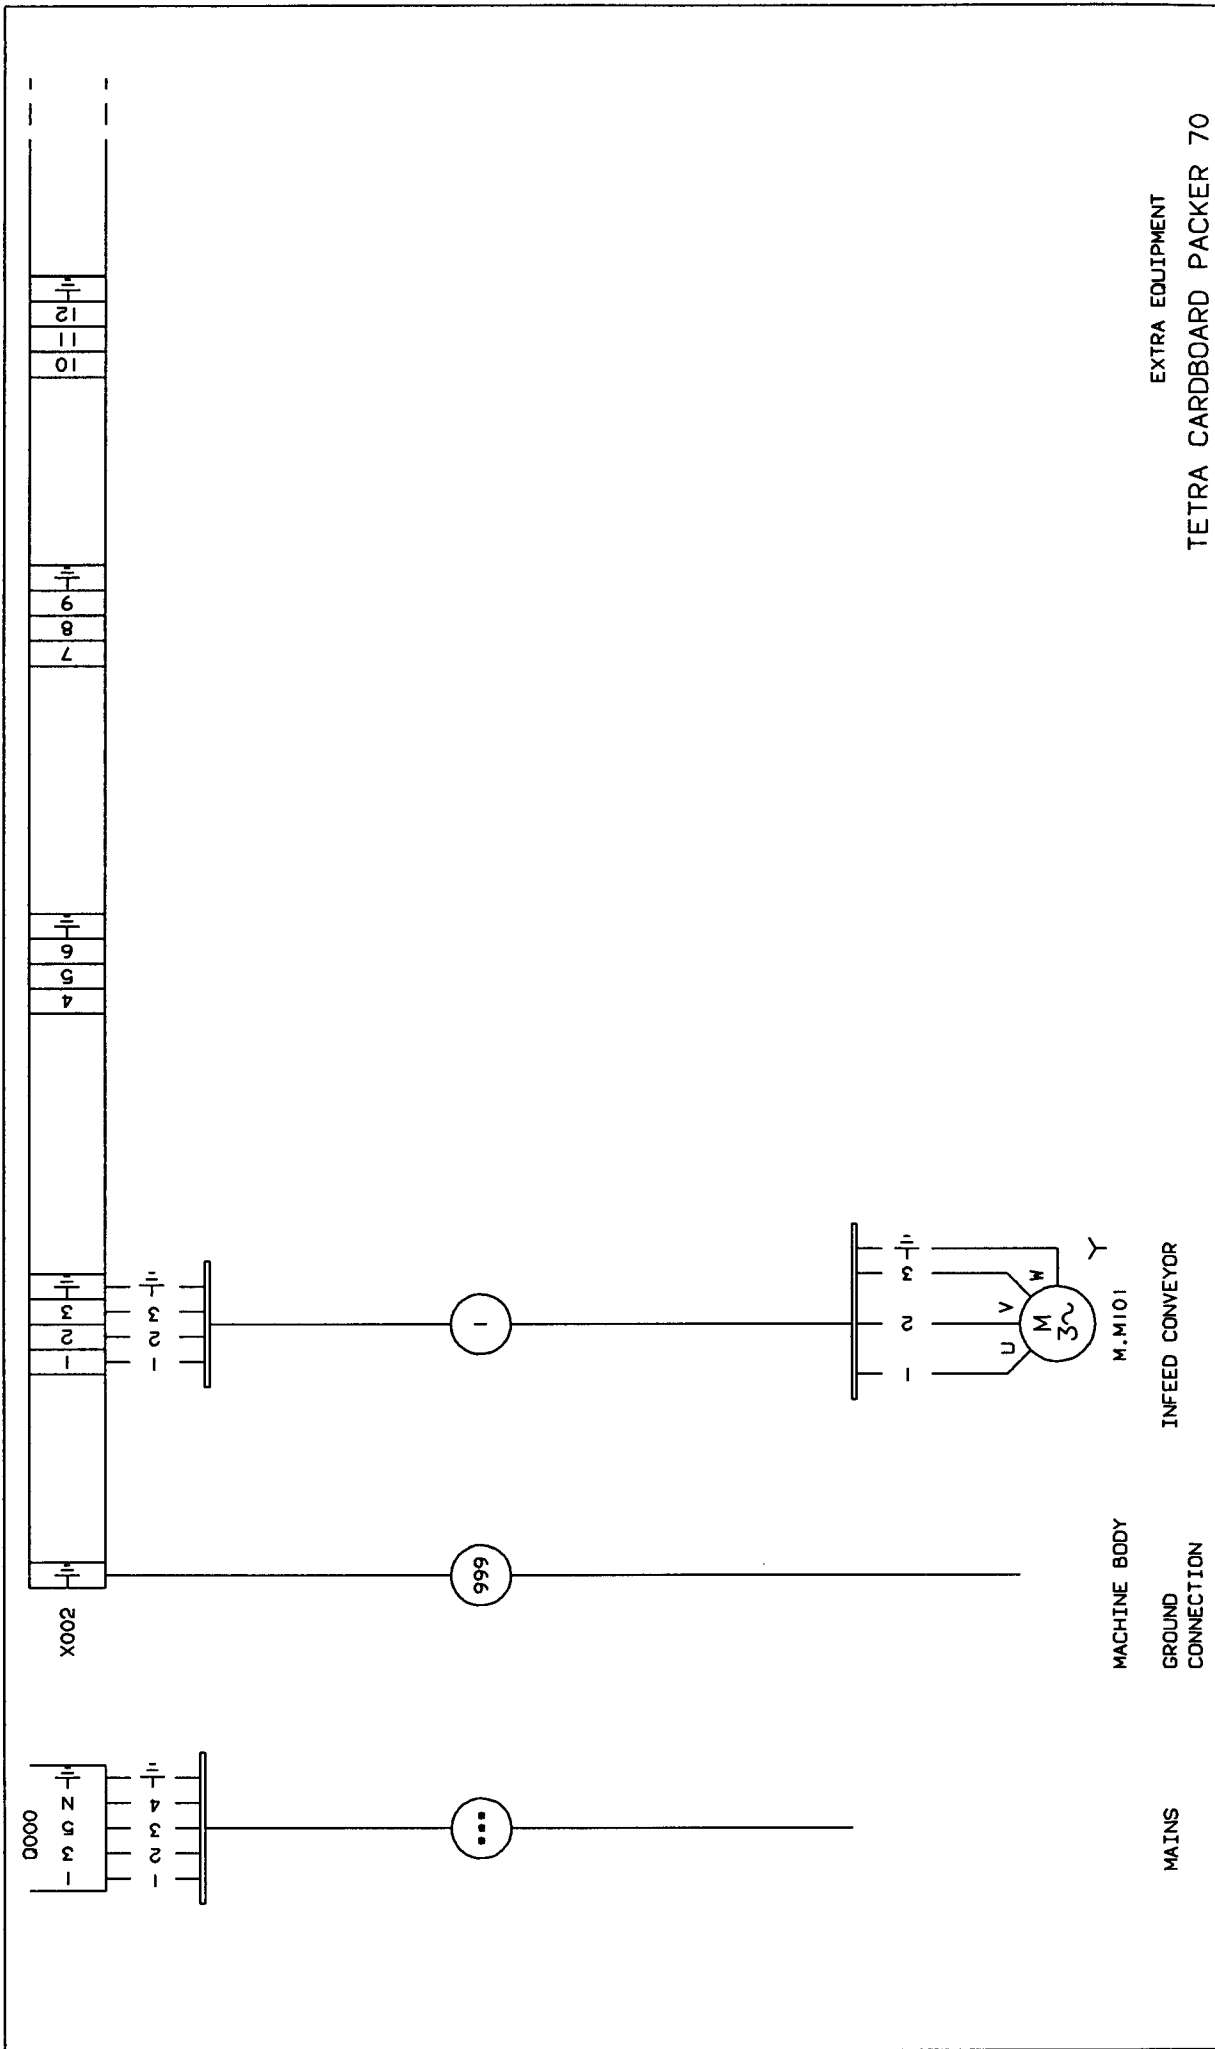 Q000
1 3 5 N
X002
1 2 3
4 5 6
7 8 9
10 11 12
1 2 3 4
1 2 3
***
999
1
1 2 3
U V W
M
3~
Y
MACHINE BODY
M.M101
MAINS
GROUND
CONNECTION
INFEED CONVEYOR
EXTRA EQUIPMENT
TETRA CARDBOARD PACKER 70